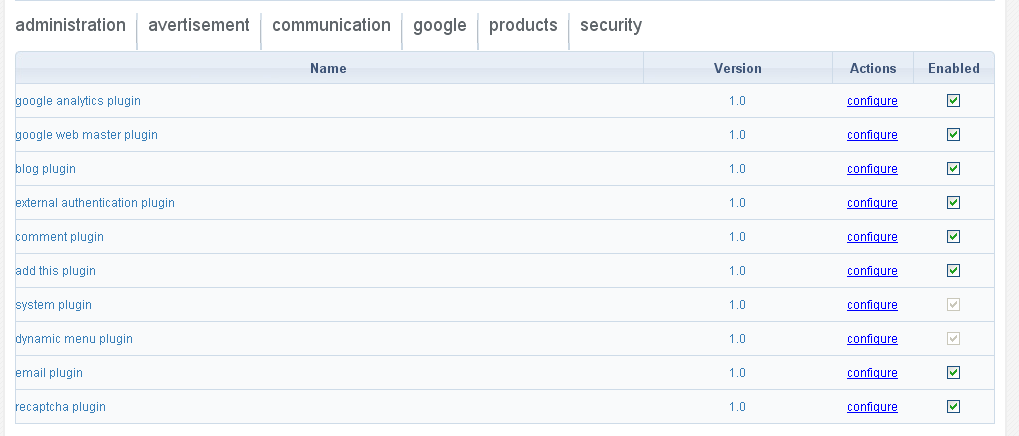 administration avertisement communication google products security
Name Version Actions Enabled
google analytics plugin 1.0 configure
google web master plugin 1.0 configure
blog plugin 1.0 configure
external authentication plugin 1.0 configure
comment plugin 1.0 configure
add this plugin 1.0 configure
system plugin 1.0 configure
dynamic menu plugin 1.0 configure
email plugin 1.0 configure
recaptcha plugin 1.0 configure